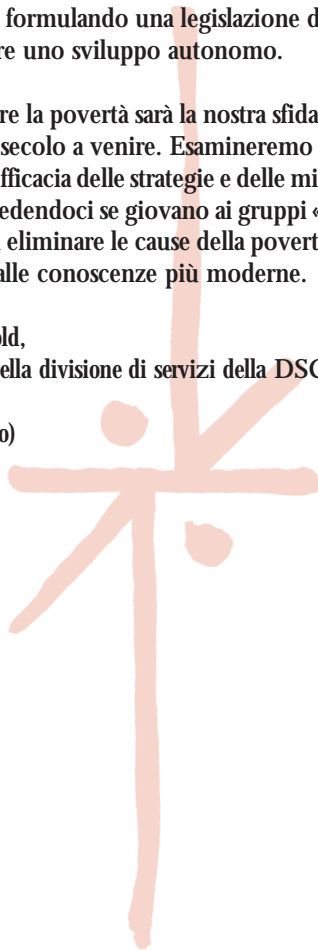 formulando una legislazione d
re uno sviluppo autonomo.
re la povertà sarà la nostra sfida
secolo a venire. Esamineremo
fficacia delle strategie e delle mi
edendoci se giovano ai gruppi «
eliminare le cause della povert
alle conoscenze più moderne.
old,
ella divisione di servizi della DSC
o)